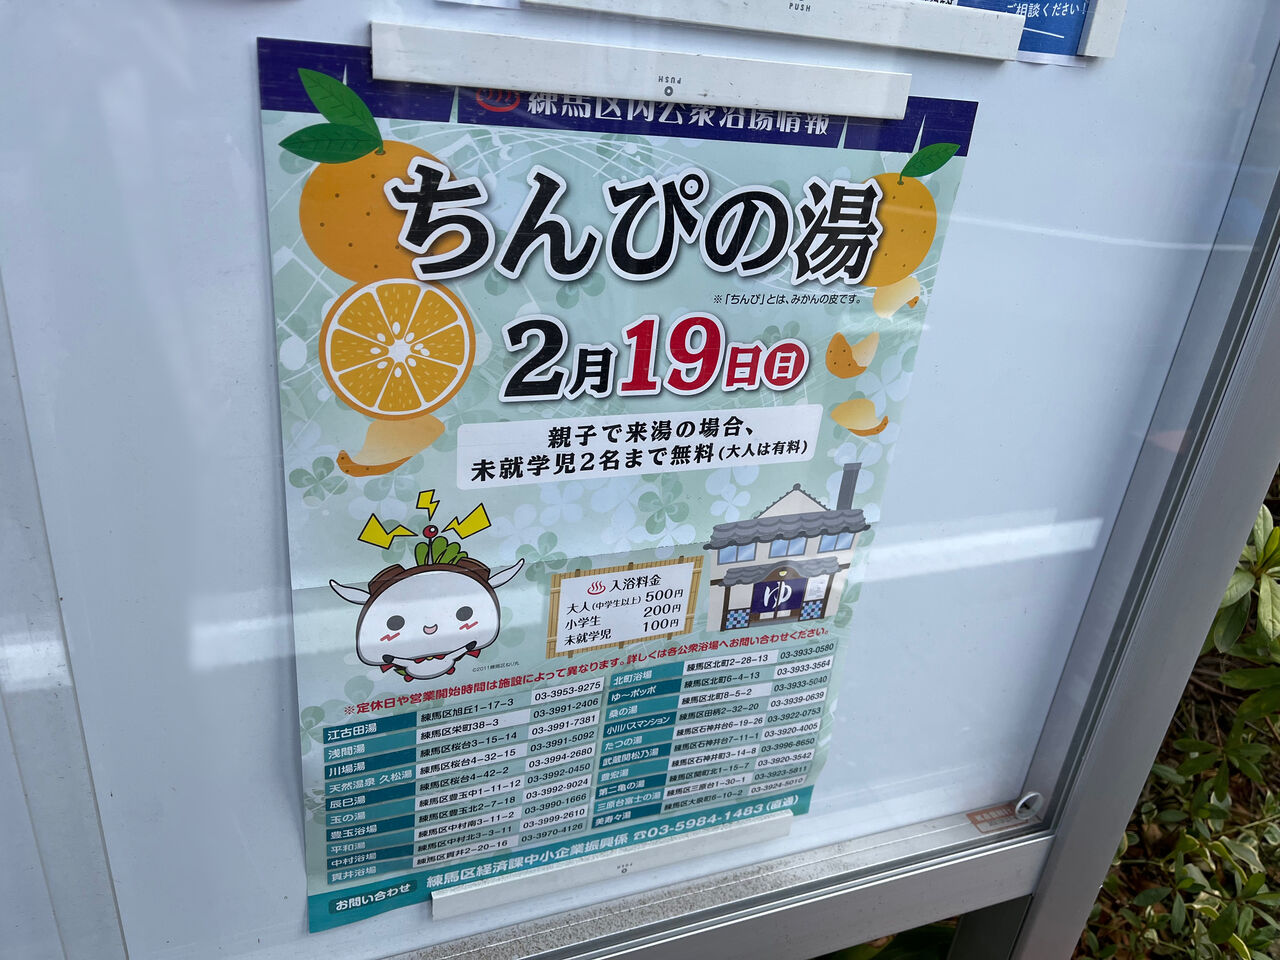 PUSH
ご相談ください!
PUSH
練馬区内公衆浴場情報
ちんぴの湯
※「ちんぴ」とは、みかんの皮です。
2月19日日
親子で来湯の場合、
未就学児2名まで無料(大人は有料)
入浴料金
大人(中学生以上) 500円
小学生 200円
未就学児 100円
ゆ
©2011練馬区ねり丸
※定休日や営業開始時間は施設によって異なります。詳しくは各公衆浴場へお問い合わせください。
江古田湯 練馬区旭丘1-17-3 03-3953-9275
浅間湯 練馬区栄町38-3 03-3991-2406
川場湯 練馬区桜台3-15-14 03-3991-7381
天然温泉 久松湯 練馬区桜台4-32-15 03-3991-5092
辰巳湯 練馬区桜台4-42-2 03-3994-2680
玉の湯 練馬区豊玉中1-11-12 03-3992-0450
豊玉浴場 練馬区豊玉北2-7-18 03-3992-9024
平和湯 練馬区中村南3-11-2 03-3990-1666
中村浴場 練馬区中村北3-3-11 03-3999-2610
貫井浴場 練馬区貫井2-20-16 03-3970-4126
北町浴場 練馬区北町2-28-13 03-3933-0580
ゆ~ポッポ 練馬区北町6-4-13 03-3933-3564
桑の湯 練馬区北町8-5-2 03-3933-5040
小川バスマンション 練馬区田柄2-32-20 03-3939-0639
たつの湯 練馬区石神井台6-19-26 03-3922-0753
武蔵関松乃湯 練馬区石神井台7-11-1 03-3920-4005
豊宏湯 練馬区石神井町3-14-8 03-3996-8650
第二亀の湯 練馬区関町北1-15-7 03-3920-3542
三原台富士の湯 練馬区三原台1-30-1 03-3923-5811
美寿々湯 練馬区大泉町6-10-2 03-3924-5010
お問い合わせ 練馬区経済課中小企業振興係 ☎03-5984-1483(直通)
PUSH